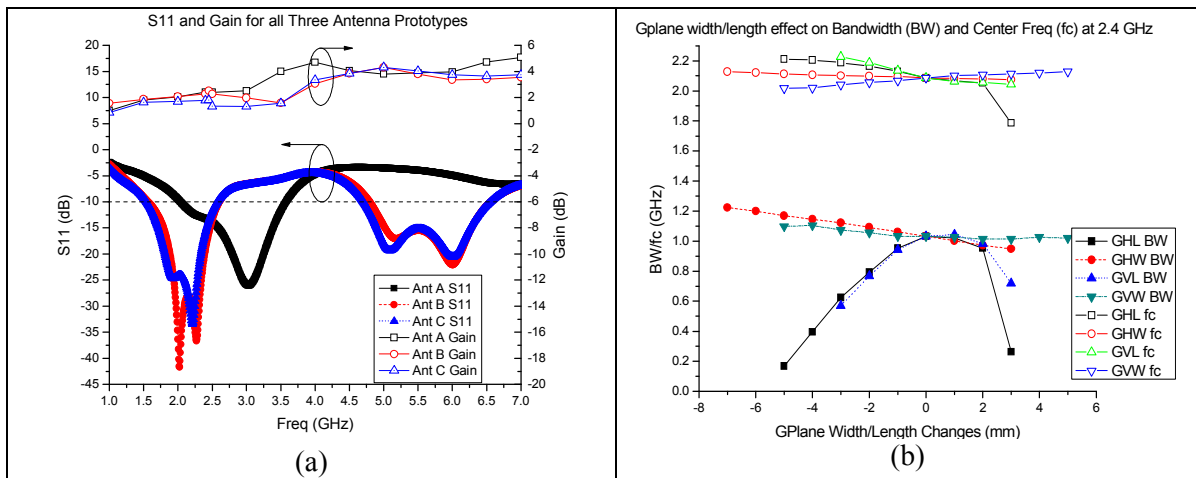 S11 and Gain for all Three Antenna Prototypes
20
15
10
5
0
-5
-10
-15
-20
-25
-30
-35
-40
-45
S11 (dB)
6
4
2
0
-2
-4
-6
-8
-10
-12
-14
-16
-18
-20
Gain (dB)
Ant A S11
Ant B S11
Ant C S11
Ant A Gain
Ant B Gain
Ant C Gain
1.0 1.5 2.0 2.5 3.0 3.5 4.0 4.5 5.0 5.5 6.0 6.5 7.0
Freq (GHz)
(a)
Gplane width/length effect on Bandwidth (BW) and Center Freq (fc) at 2.4 GHz
2.2
2.0
1.8
1.6
1.4
1.2
1.0
0.8
0.6
0.4
0.2
0.0
BW/fc (GHz)
GHL BW
GHW BW
GVL BW
GVW BW
GHL fc
GHW fc
GVL fc
GVW fc
-8 -6 -4 -2 0 2 4 6
GPlane Width/Length Changes (mm)
(b)